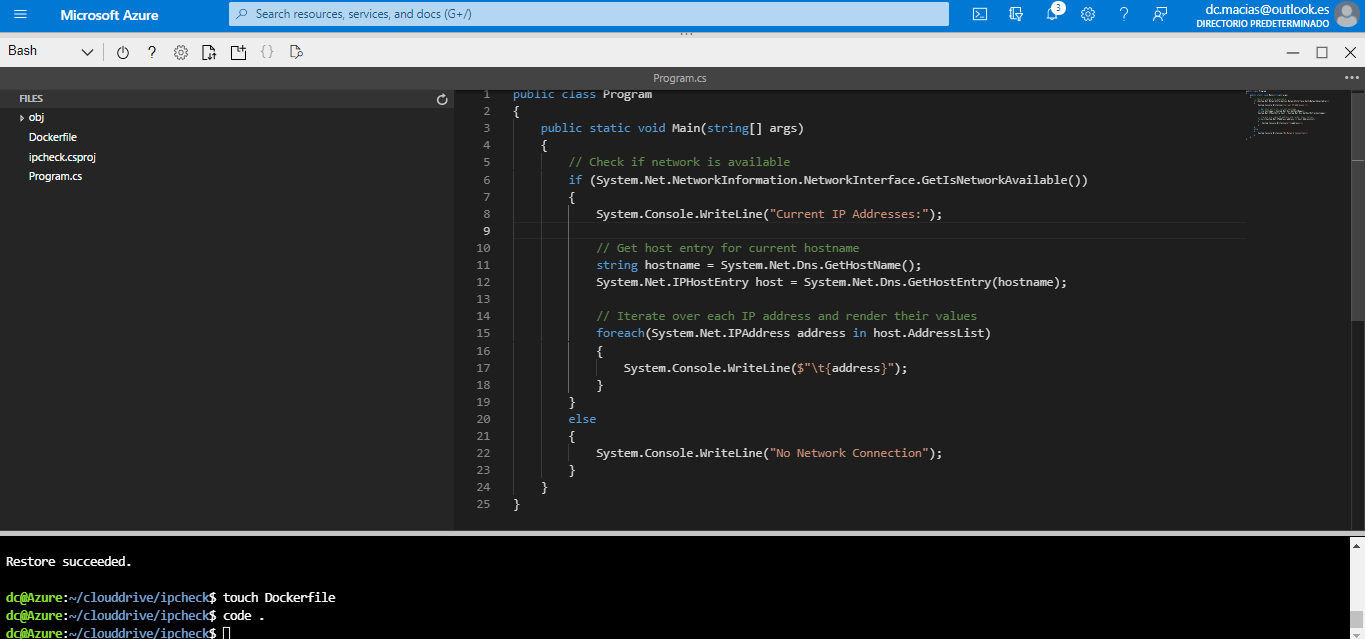 Microsoft Azure
Search resources, services, and docs (G+/)
3
dc.macias@outlook.es
DIRECTORIO PREDETERMINADO
Bash
Program.cs
FILES
obj
Dockerfile
ipcheck.csproj
Program.cs
1 public class Program
2 {
3 public static void Main(string[] args)
4 {
5 // Check if network is available
6 if (System.Net.NetworkInformation.NetworkInterface.GetIsNetworkAvailable())
7 {
8 System.Console.WriteLine("Current IP Addresses:");
9
10 // Get host entry for current hostname
11 string hostname = System.Net.Dns.GetHostName();
12 System.Net.IPHostEntry host = System.Net.Dns.GetHostEntry(hostname);
13
14 // Iterate over each IP address and render their values
15 foreach(System.Net.IPAddress address in host.AddressList)
16 {
17 System.Console.WriteLine($"\t{address}");
18 }
19 }
20 else
21 {
22 System.Console.WriteLine("No Network Connection");
23 }
24 }
25 }
Restore succeeded.
dc@Azure:~/clouddrive/ipcheck$ touch Dockerfile
dc@Azure:~/clouddrive/ipcheck$ code .
dc@Azure:~/clouddrive/ipcheck$